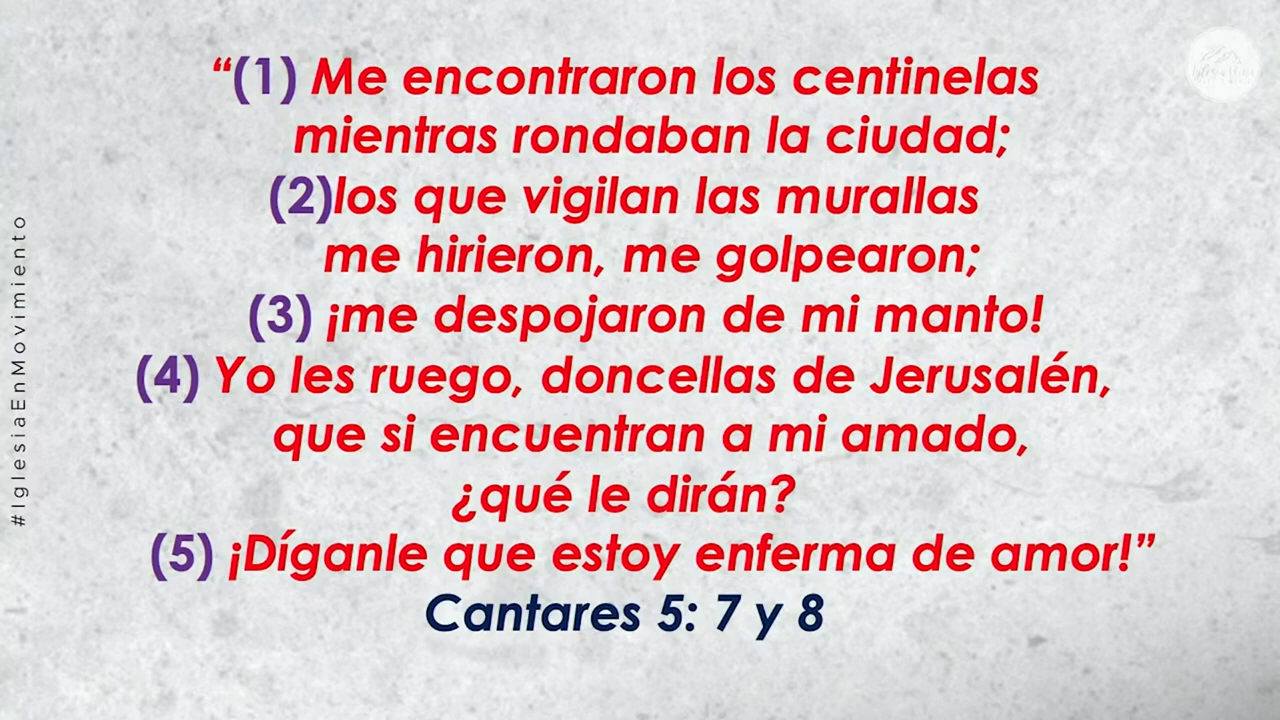 “(1) Me encontraron los centinelas
mientras rondaban la ciudad;
(2)los que vigilan las murallas
me hirieron, me golpearon;
(3) ¡me despojaron de mi manto!
(4) Yo les ruego, doncellas de Jerusalén,
que si encuentran a mi amado,
¿qué le dirán?
(5) ¡Díganle que estoy enferma de amor!”
Cantares 5: 7 y 8
#IglesiaEnMovimiento